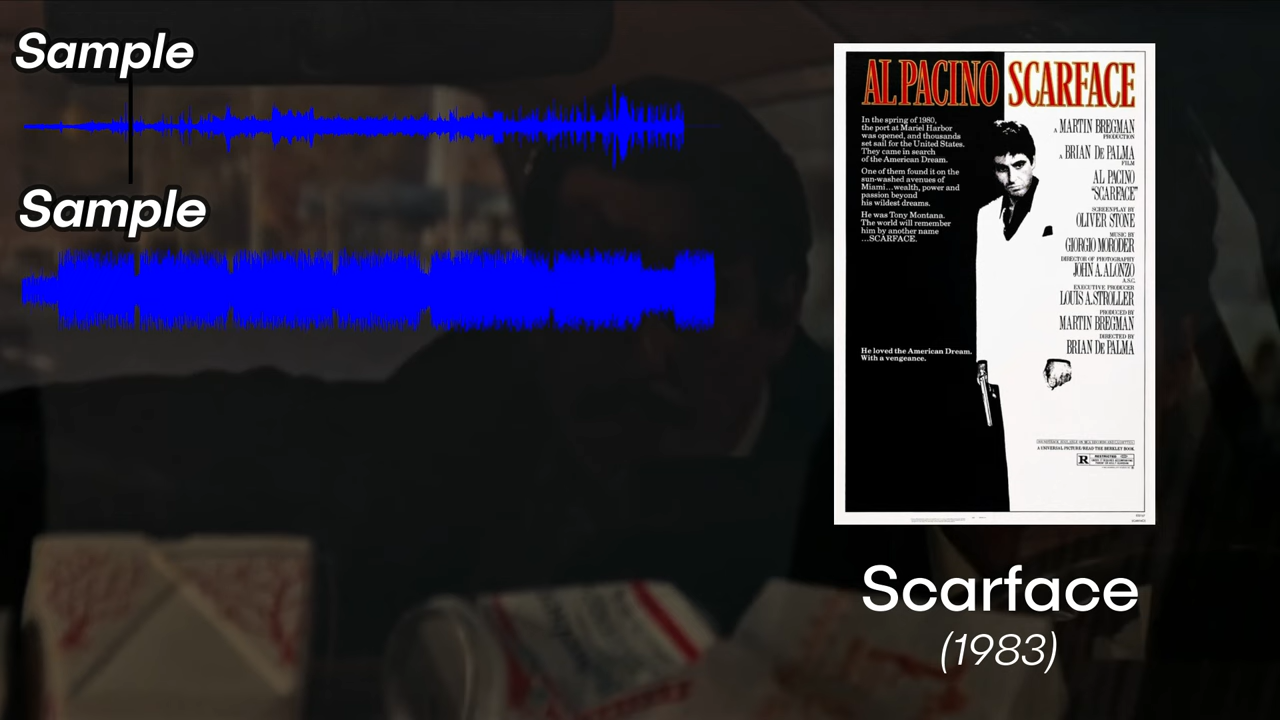 Sample
Sample
AL PACINO SCARFACE
In the spring of 1980,
the port at Mariel Harbor
was opened, and thousands
set sail for the United States.
They came in search
of the American Dream.
One of them found it on the
sun-washed avenues of
Miami...wealth, power and
passion beyond
his wildest dreams.
He was Tony Montana.
The world will remember
him by another name
...SCARFACE.
He loved the American Dream.
With a vengeance.
A MARTIN BREGMAN
PRODUCTION
A BRIAN DE PALMA
FILM
AL PACINO
"SCARFACE"
SCREENPLAY BY
OLIVER STONE
MUSIC BY
GIORGIO MORODER
DIRECTOR OF PHOTOGRAPHY
JOHN A. ALONZO
A.S.C.
EXECUTIVE PRODUCER
LOUIS A. STROLLER
PRODUCED BY
MARTIN BREGMAN
DIRECTED BY
BRIAN DE PALMA
A UNIVERSAL PICTURE/READ THE BERKLEY BOOK
R RESTRICTED
Scarface
(1983)